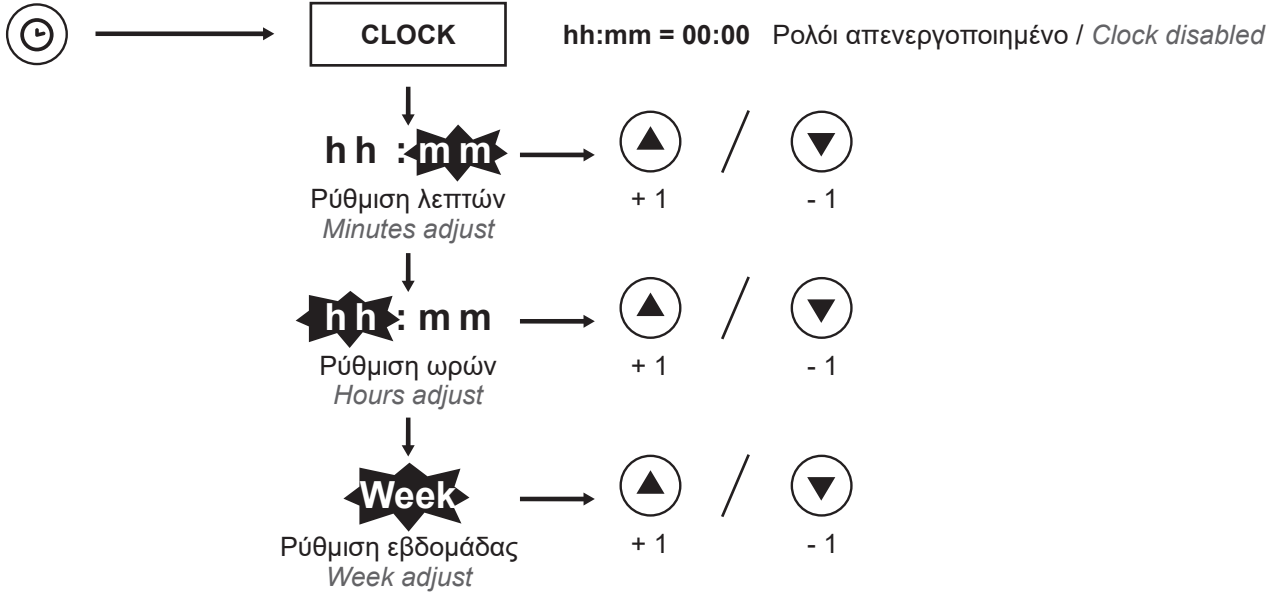 CLOCK hh:mm = 00:00 Ρολόι απενεργοποιημένο / Clock disabled
hh : mm
+ 1 - 1
Ρύθμιση λεπτών
Minutes adjust
hh : mm
+ 1 - 1
Ρύθμιση ωρών
Hours adjust
Week
+ 1 - 1
Ρύθμιση εβδομάδας
Week adjust